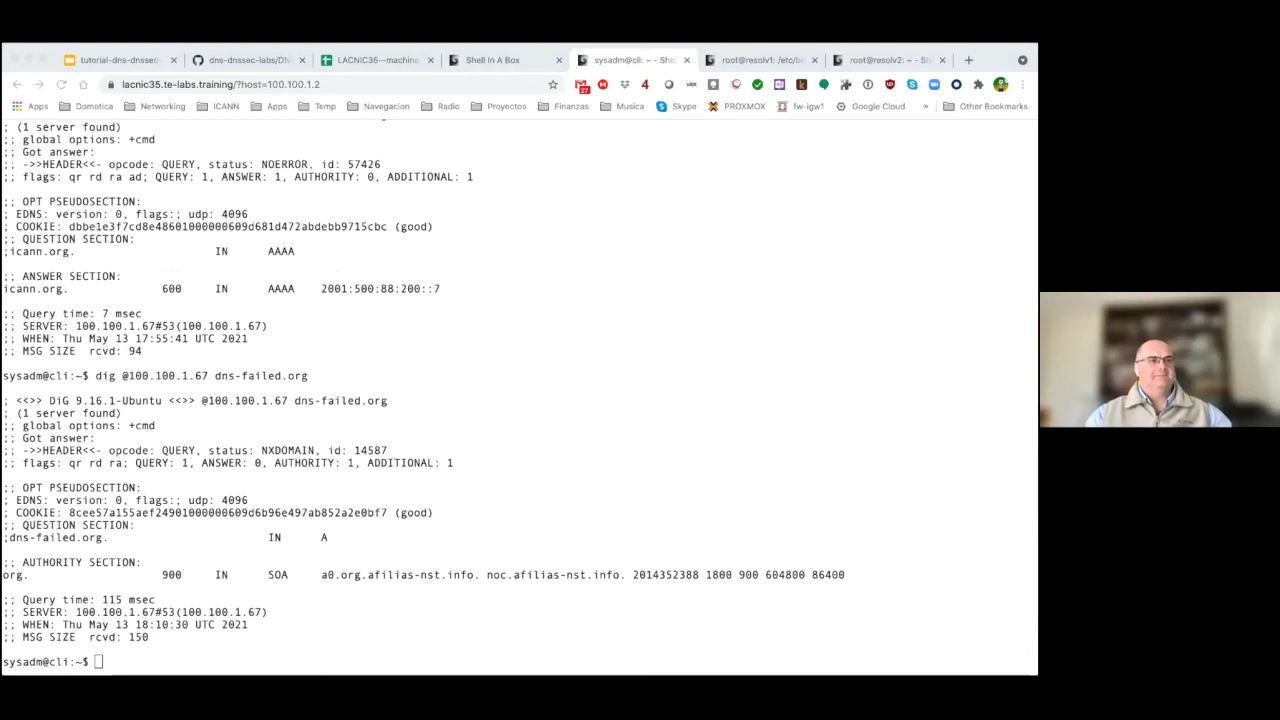 tutorial-dns-dnssec-
dns-dnssec-labs/DN
LACNIC35--machine
Shell In A Box
sysadm@cli: ~ - She
root@resolv1: /etc/bi
root@resolv2: ~ - Sh
lacnic35.te-labs.training/?host=100.100.1.2
27
Apps
Domotica
Networking
ICANN
Apps
Temp
Navegacion
Radio
Proyectos
Finanzas
Musica
Skype
PROXMOX
fw-igw1
Google Cloud
»
Other Bookmarks
; (1 server found)
;; global options: +cmd
;; Got answer:
;; ->>HEADER<<- opcode: QUERY, status: NOERROR, id: 57426
;; flags: qr rd ra ad; QUERY: 1, ANSWER: 1, AUTHORITY: 0, ADDITIONAL: 1
;; OPT PSEUDOSECTION:
; EDNS: version: 0, flags:; udp: 4096
; COOKIE: dbbe1e3f7cd8e48601000000609d681d472abdebb9715cbc (good)
;; QUESTION SECTION:
;icann.org. IN AAAA
;; ANSWER SECTION:
icann.org. 600 IN AAAA 2001:500:88:200::7
;; Query time: 7 msec
;; SERVER: 100.100.1.67#53(100.100.1.67)
;; WHEN: Thu May 13 17:55:41 UTC 2021
;; MSG SIZE rcvd: 94
sysadm@cli:~$ dig @100.100.1.67 dns-failed.org
; <<>> DiG 9.16.1-Ubuntu <<>> @100.100.1.67 dns-failed.org
; (1 server found)
;; global options: +cmd
;; Got answer:
;; ->>HEADER<<- opcode: QUERY, status: NXDOMAIN, id: 14587
;; flags: qr rd ra; QUERY: 1, ANSWER: 0, AUTHORITY: 1, ADDITIONAL: 1
;; OPT PSEUDOSECTION:
; EDNS: version: 0, flags:; udp: 4096
; COOKIE: 8cee57a155aef24901000000609d6b96e497ab852a2e0bf7 (good)
;; QUESTION SECTION:
;dns-failed.org. IN A
;; AUTHORITY SECTION:
org. 900 IN SOA a0.org.afilias-nst.info. noc.afilias-nst.info. 2014352388 1800 900 604800 86400
;; Query time: 115 msec
;; SERVER: 100.100.1.67#53(100.100.1.67)
;; WHEN: Thu May 13 18:10:30 UTC 2021
;; MSG SIZE rcvd: 150
sysadm@cli:~$